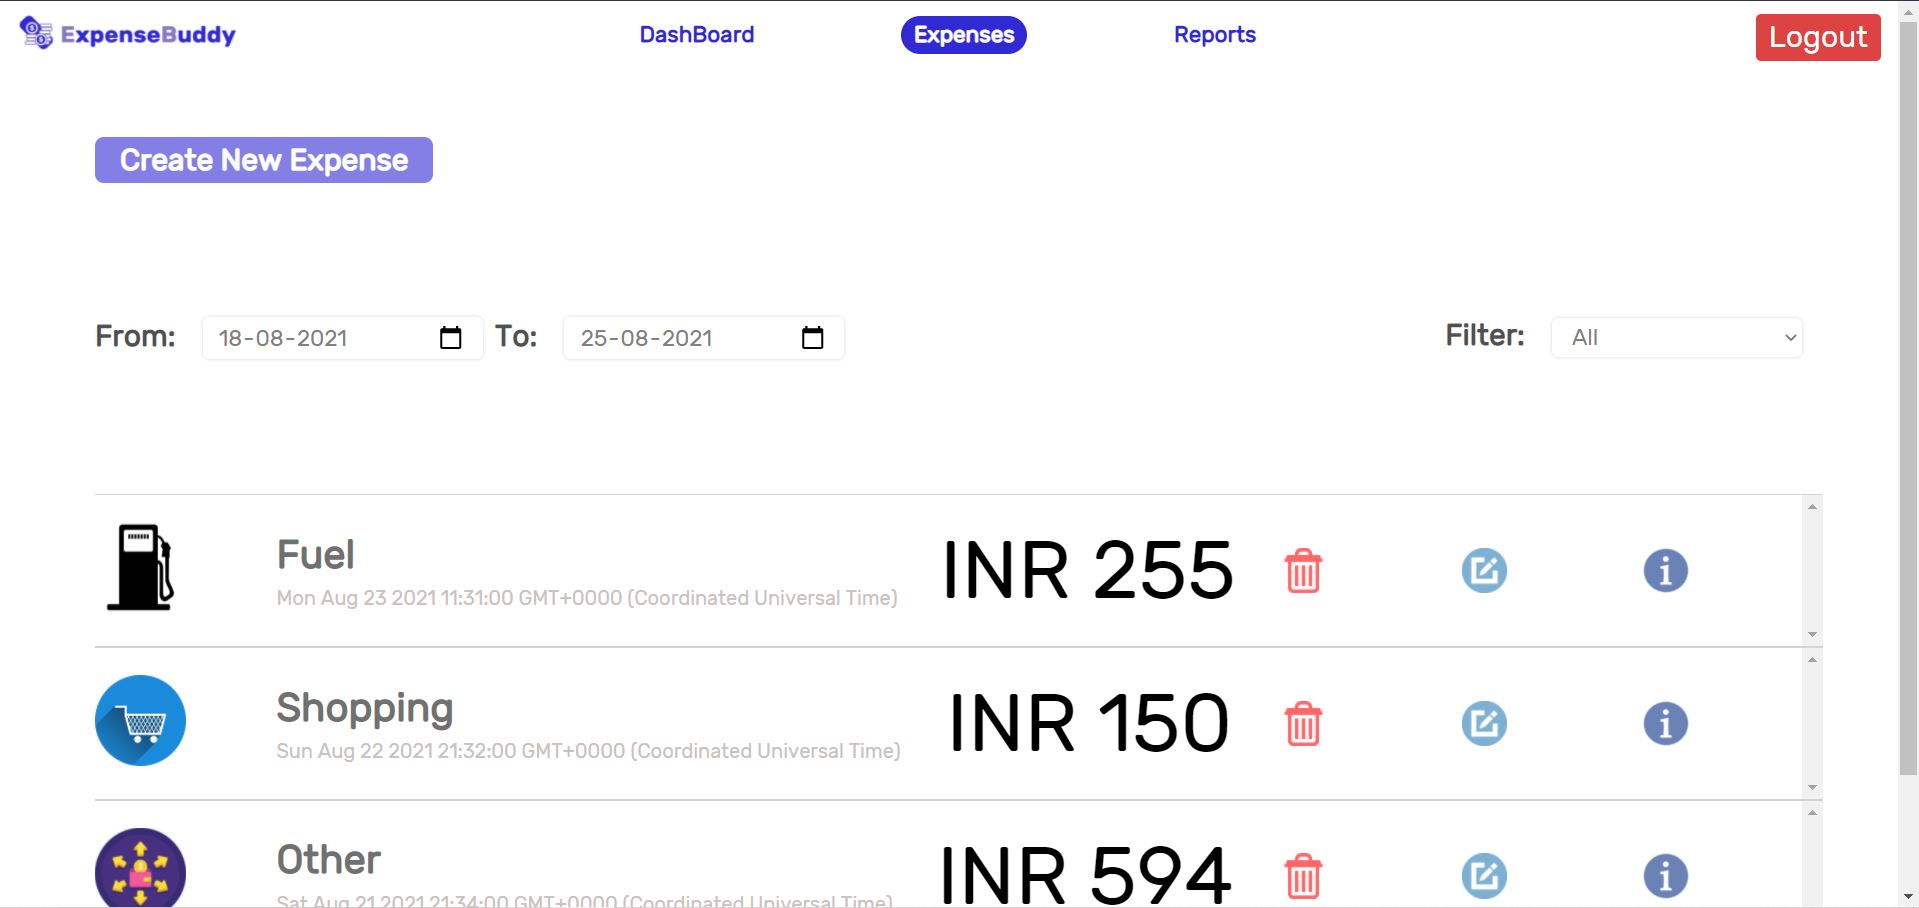 ExpenseBuddy DashBoard Expenses Reports Logout
Create New Expense
From: 18-08-2021 To: 25-08-2021 Filter: All
Fuel
Mon Aug 23 2021 11:31:00 GMT+0000 (Coordinated Universal Time)
INR 255
Shopping
Sun Aug 22 2021 21:32:00 GMT+0000 (Coordinated Universal Time)
INR 150
Other
Sat Aug 21 2021 21:34:00 GMT+0000 (Coordinated Universal Time)
INR 594